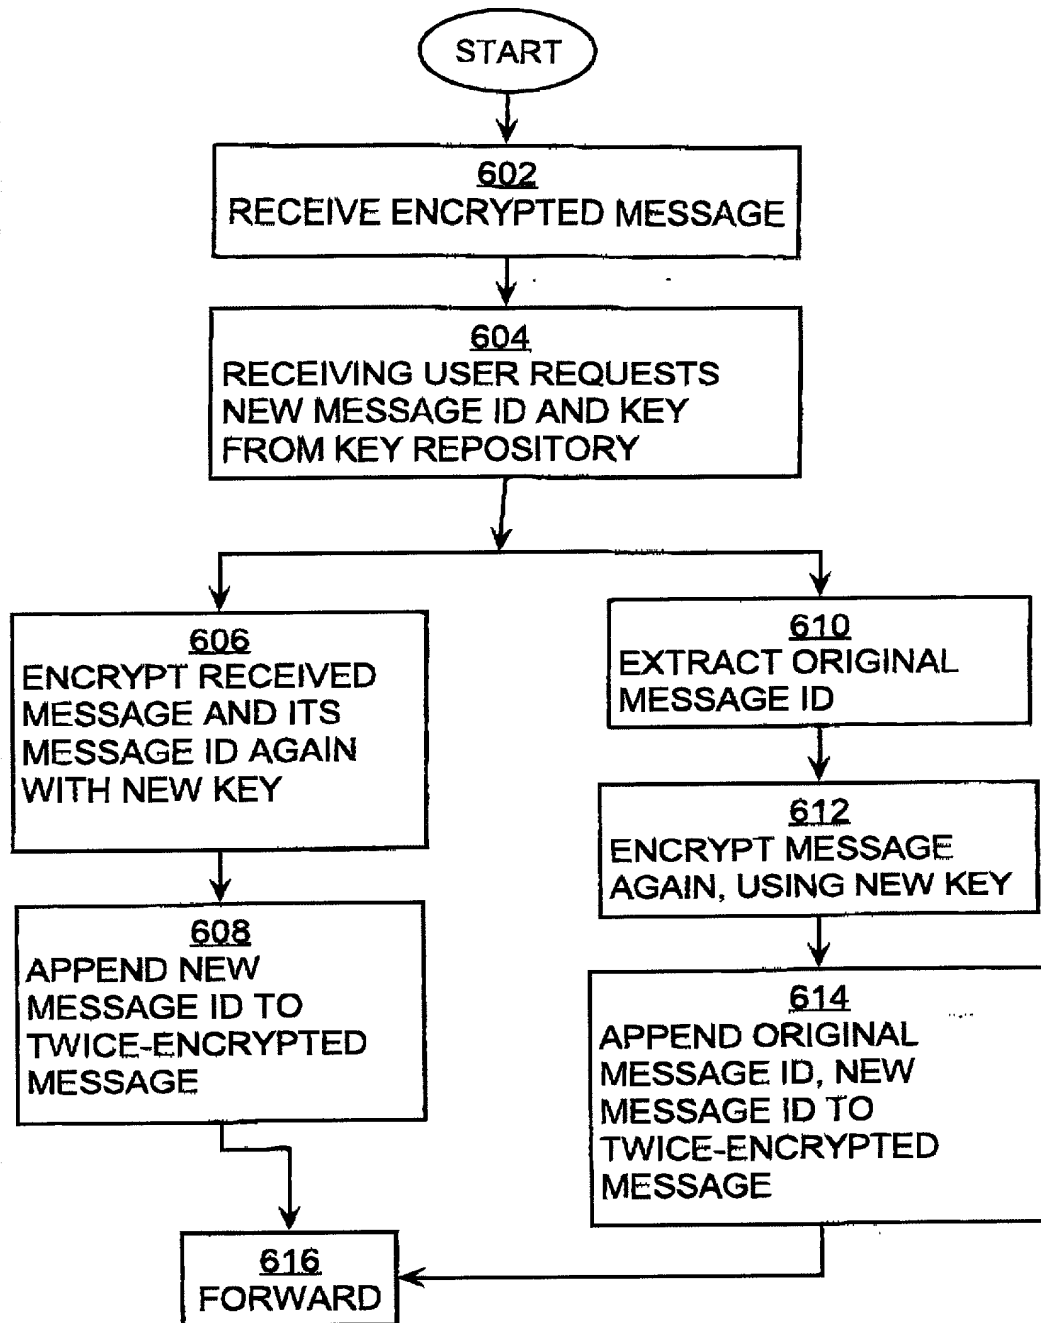 START
602
RECEIVE ENCRYPTED MESSAGE
604
RECEIVING USER REQUESTS
NEW MESSAGE ID AND KEY
FROM KEY REPOSITORY
606
ENCRYPT RECEIVED
MESSAGE AND ITS
MESSAGE ID AGAIN
WITH NEW KEY
608
APPEND NEW
MESSAGE ID TO
TWICE-ENCRYPTED
MESSAGE
610
EXTRACT ORIGINAL
MESSAGE ID
612
ENCRYPT MESSAGE
AGAIN, USING NEW KEY
614
APPEND ORIGINAL
MESSAGE ID, NEW
MESSAGE ID TO
TWICE-ENCRYPTED
MESSAGE
616
FORWARD